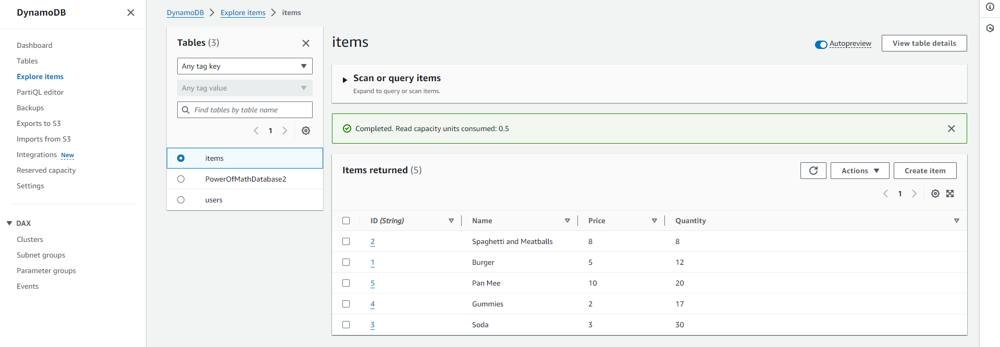 DynamoDB
Dashboard
Tables
Explore items
PartiQL editor
Backups
Exports to S3
Imports from S3
Integrations New
Reserved capacity
Settings
DAX
Clusters
Subnet groups
Parameter groups
Events
DynamoDB Explore items items
Tables (3)
Any tag key
Any tag value
Find tables by table name
1
items
PowerOfMathDatabase2
users
items
Autopreview View table details
Scan or query items
Expand to query or scan items.
Completed. Read capacity units consumed: 0.5
Items returned (5)
Actions Create item
1
ID (String) Name Price Quantity
2 Spaghetti and Meatballs 8 8
1 Burger 5 12
5 Pan Mee 10 20
4 Gummies 2 17
3 Soda 3 30